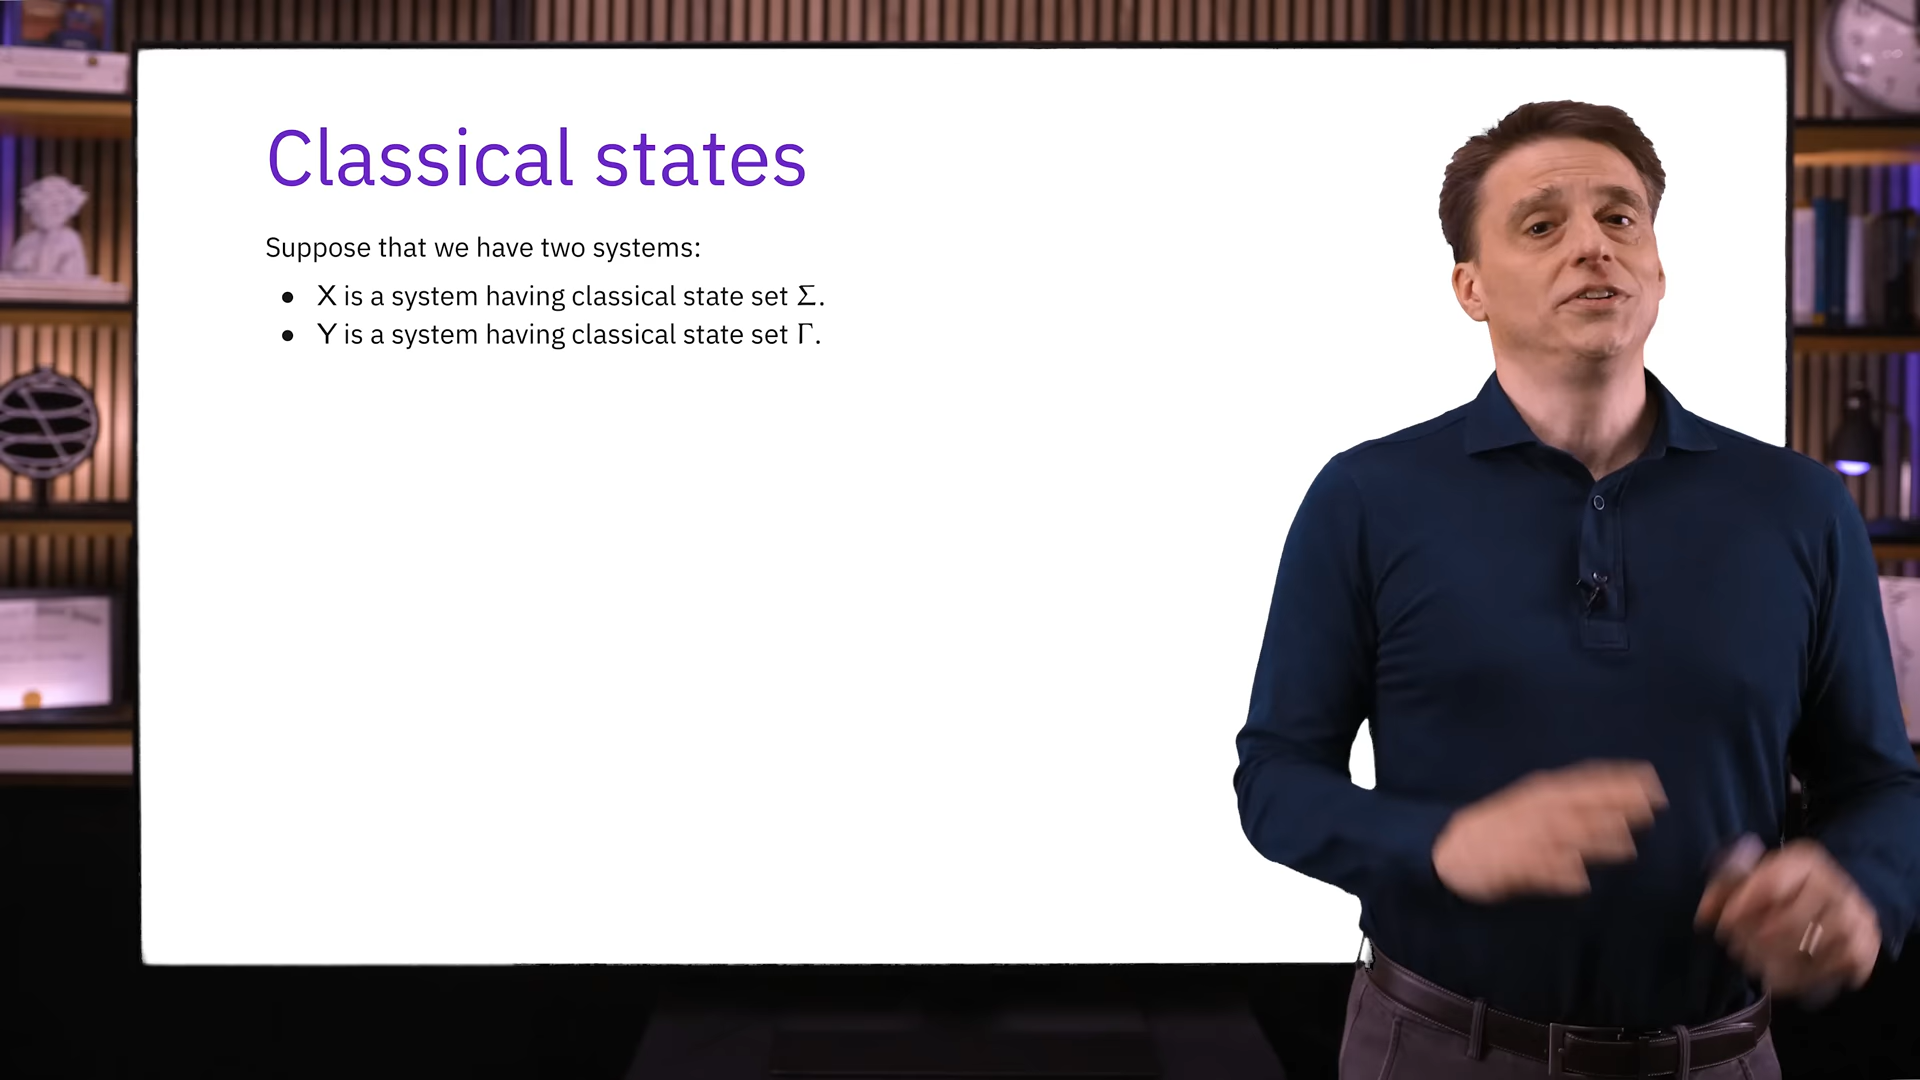 Classical states
Suppose that we have two systems:
● X is a system having classical state set Σ.
● Y is a system having classical state set Γ.